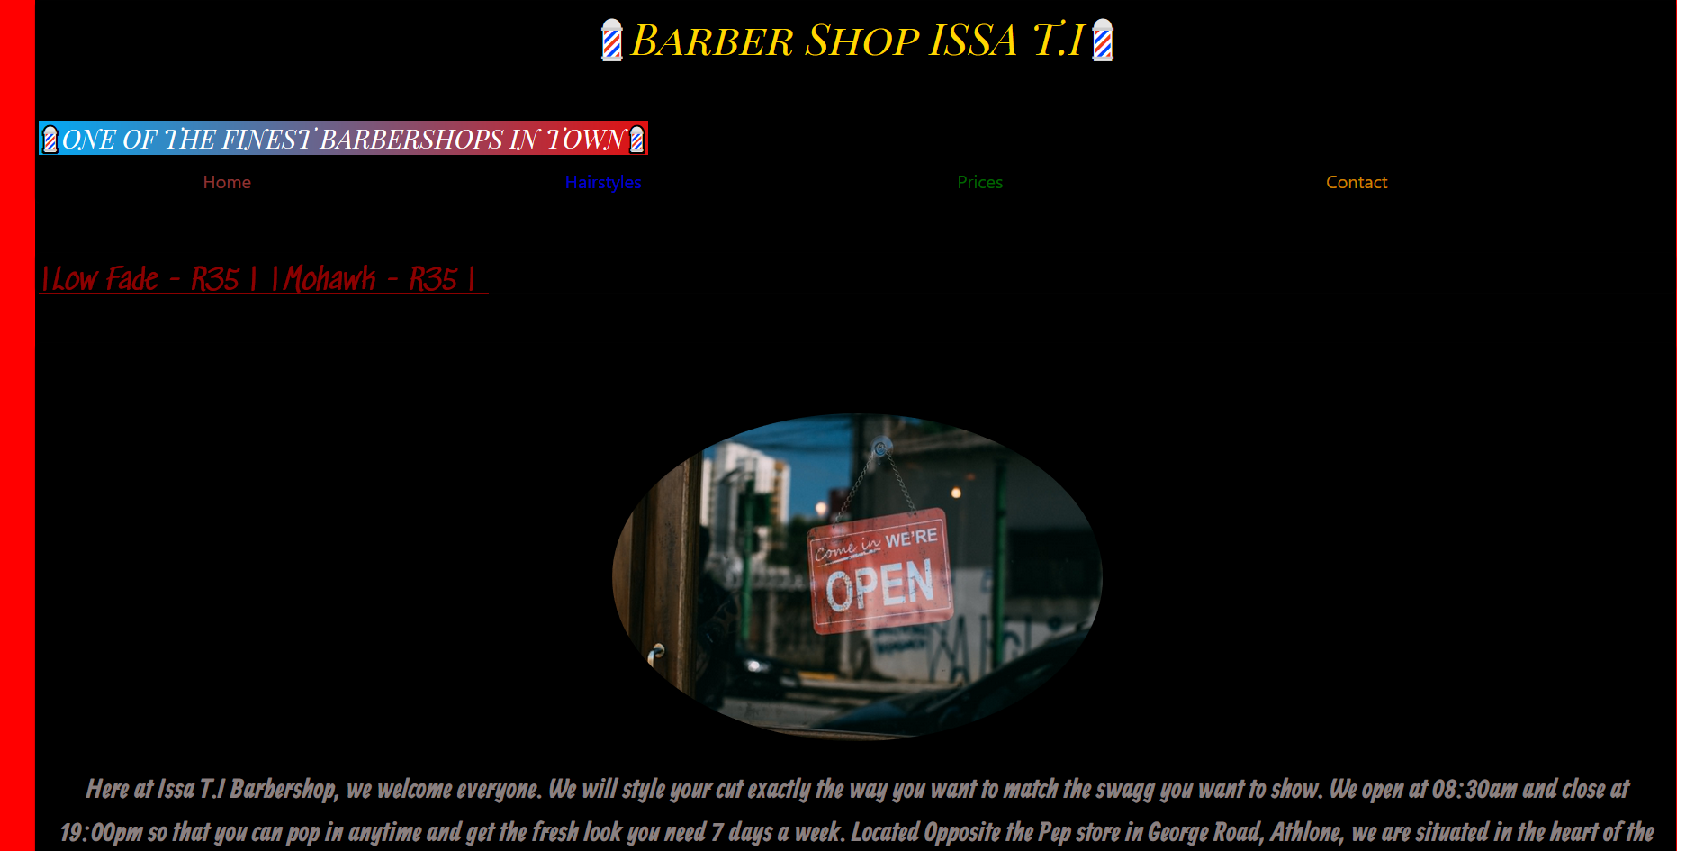 💈Barber Shop ISSA T.I💈
💈ONE OF THE FINEST BARBERSHOPS IN TOWN💈
Home Hairstyles Prices Contact
|Low Fade - R35 | |Mohawk - R35 |
Come in WE'RE
OPEN
Here at Issa T.I Barbershop, we welcome everyone. We will style your cut exactly the way you want to match the swagg you want to show. We open at 08:30am and close at
19:00pm so that you can pop in anytime and get the fresh look you need 7 days a week. Located Opposite the Pep store in George Road, Athlone, we are situated in the heart of the